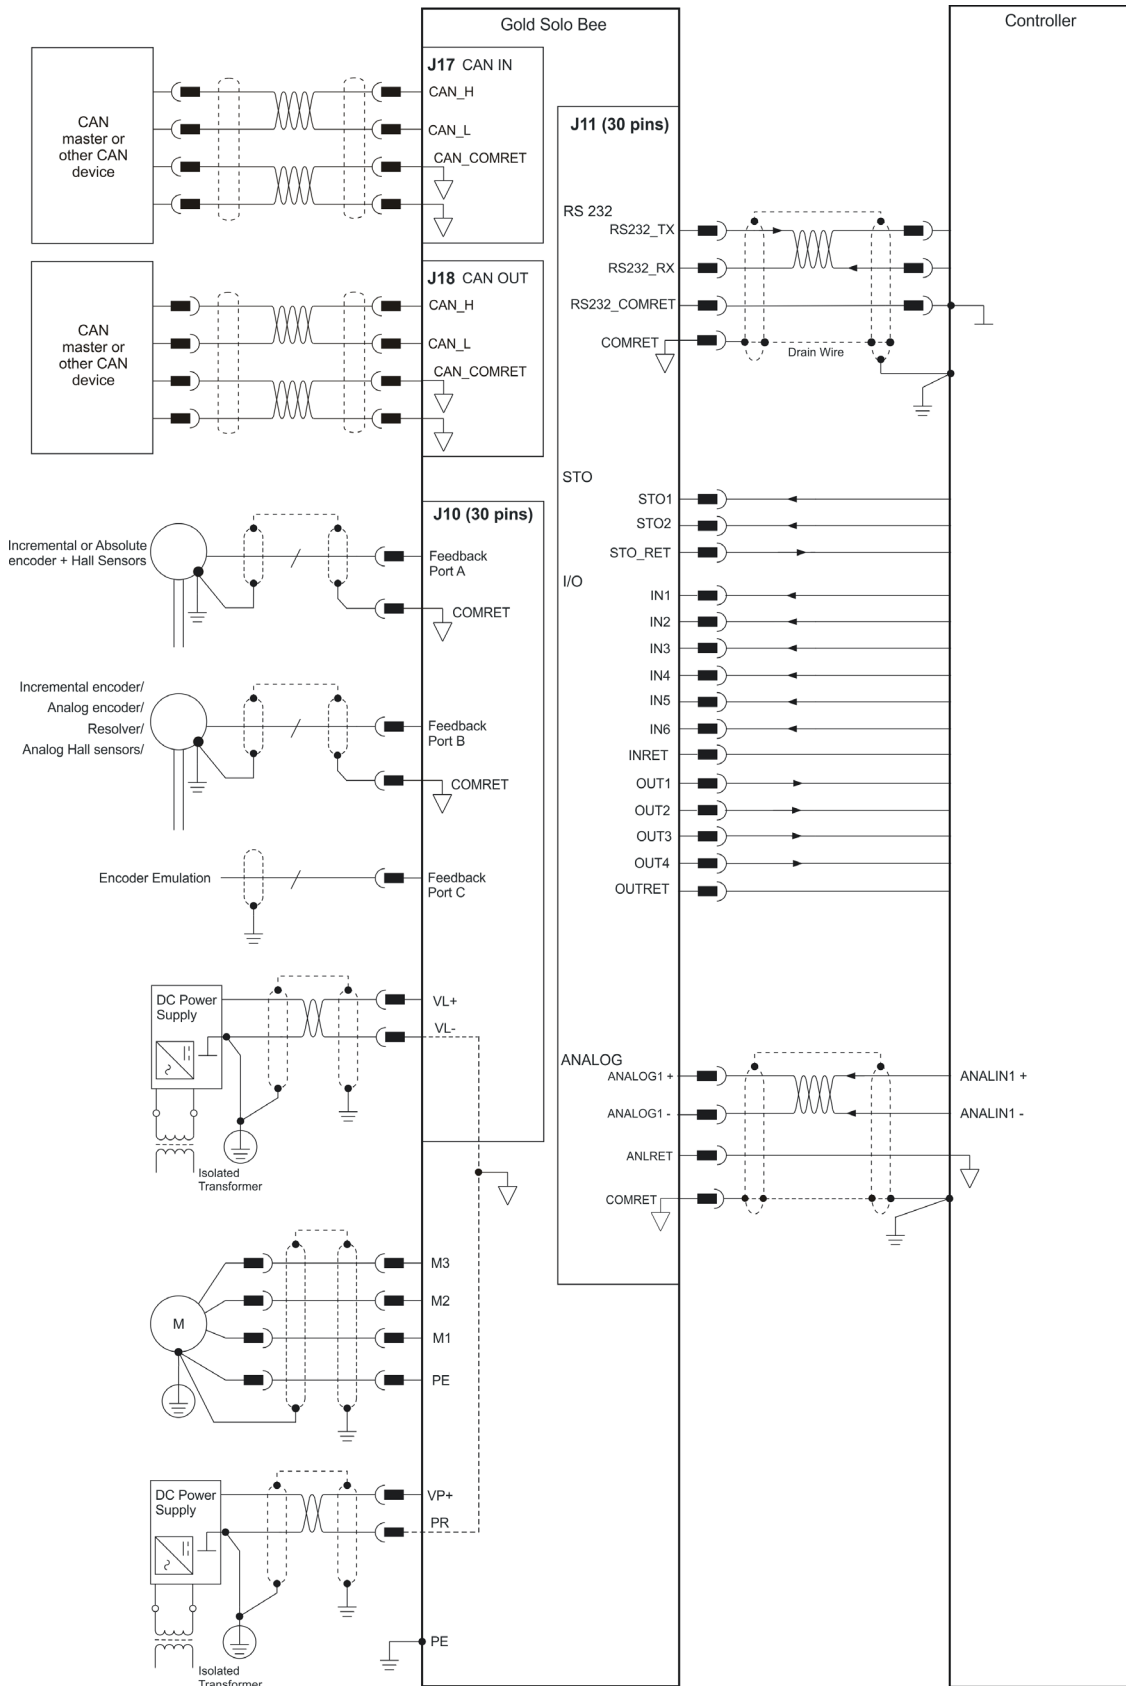 Gold Solo Bee
Controller
J17 CAN IN
CAN_H
CAN_L
CAN_COMRET
CAN
master or
other CAN
device
J18 CAN OUT
CAN_H
CAN_L
CAN_COMRET
CAN
master or
other CAN
device
J10 (30 pins)
Incremental or Absolute
encoder + Hall Sensors
Feedback
Port A
COMRET
Incremental encoder/
Analog encoder/
Resolver/
Analog Hall sensors/
Feedback
Port B
COMRET
Encoder Emulation
Feedback
Port C
DC Power
Supply
VL+
VL-
Isolated
Transformer
M
M3
M2
M1
PE
DC Power
Supply
VP+
PR
Isolated
Transformer
PE
J11 (30 pins)
RS 232
RS232_TX
RS232_RX
RS232_COMRET
COMRET
Drain Wire
STO
STO1
STO2
STO_RET
I/O
IN1
IN2
IN3
IN4
IN5
IN6
INRET
OUT1
OUT2
OUT3
OUT4
OUTRET
ANALOG
ANALOG1 +
ANALOG1 -
ANLRET
COMRET
ANALIN1 +
ANALIN1 -